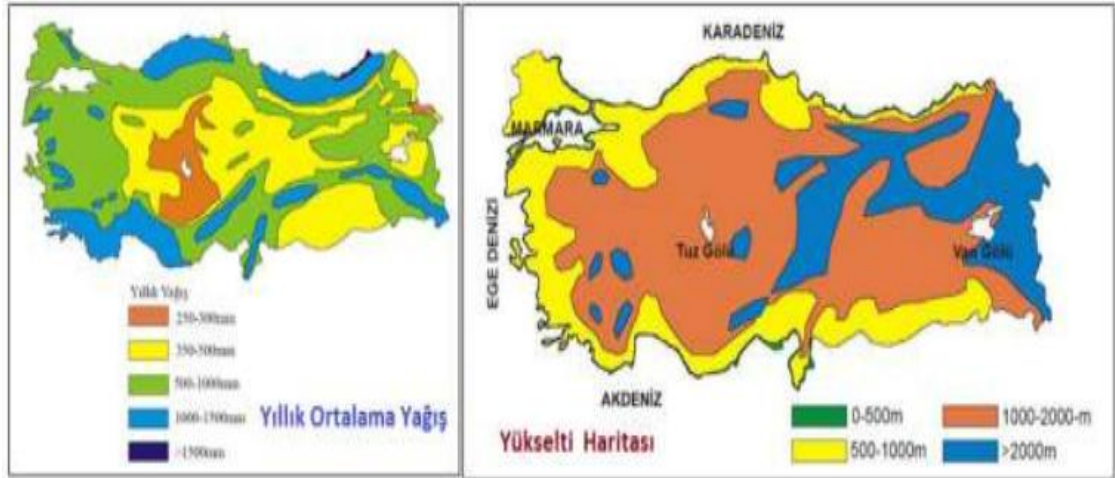 Yıllık Yağış
250-300mm
350-500mm
500-1000mm
1000-1500mm
>1500mm
Yıllık Ortalama Yağış
KARADENİZ
MARMARA
EGE DENİZİ
Tuz Gölü
Van Gölü
AKDENİZ
Yükselti Haritası
0-500m
500-1000m
1000-2000-m
>2000m